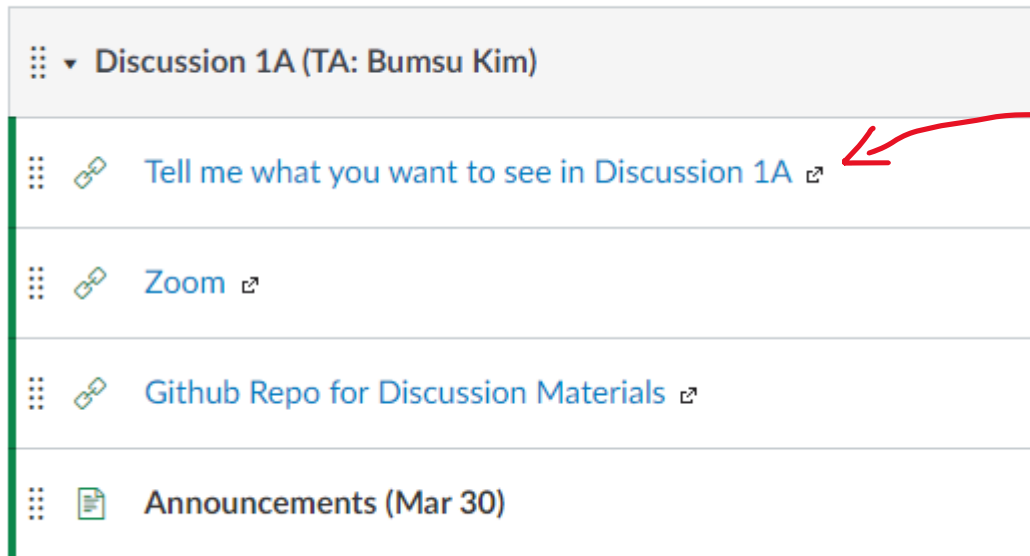 Discussion 1A (TA: Bumsu Kim)
Tell me what you want to see in Discussion 1A
Zoom
Github Repo for Discussion Materials
Announcements (Mar 30)